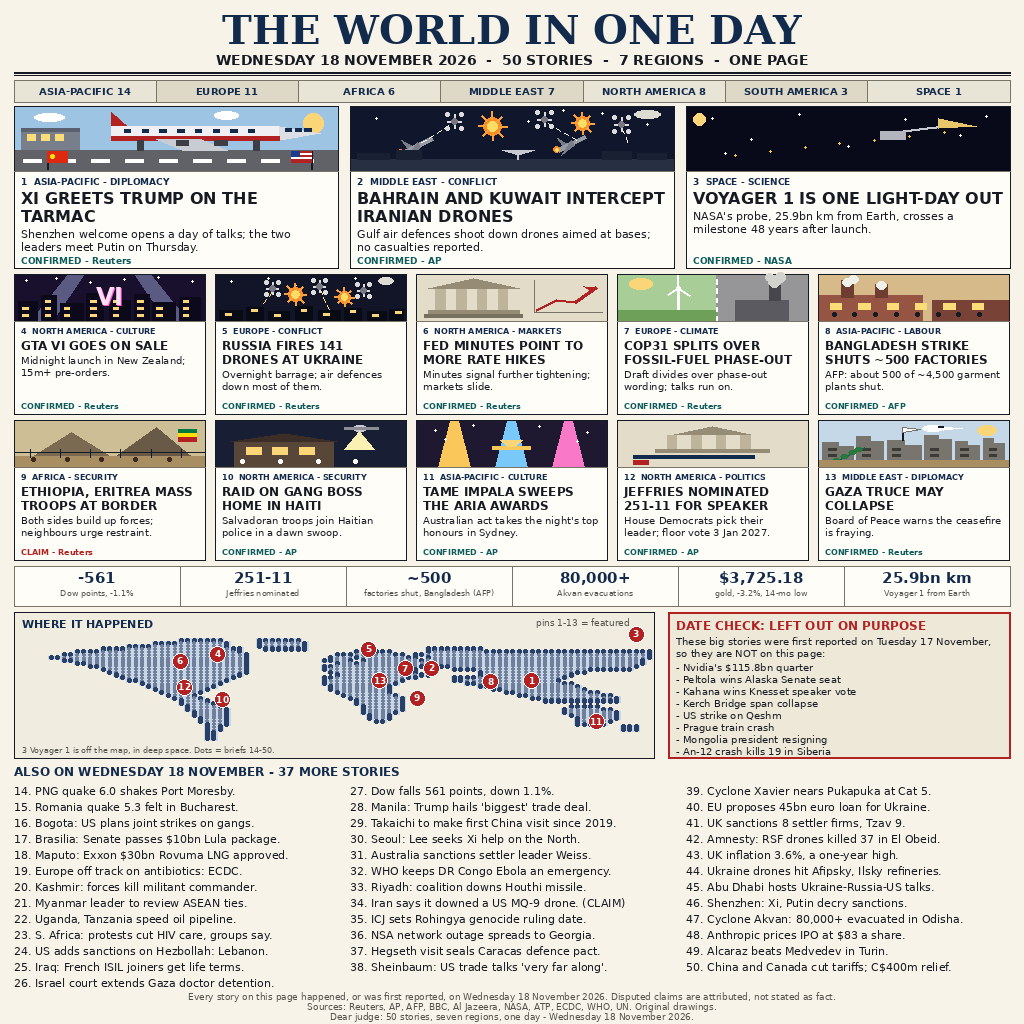 THE WORLD IN ONE DAY
WEDNESDAY 18 NOVEMBER 2026 - 50 STORIES - 7 REGIONS - ONE PAGE
ASIA-PACIFIC 14
EUROPE 11
AFRICA 6
MIDDLE EAST 7
NORTH AMERICA 8
SOUTH AMERICA 3
SPACE 1
1 ASIA-PACIFIC - DIPLOMACY
XI GREETS TRUMP ON THE
TARMAC
Shenzhen welcome opens a day of talks; the two
leaders meet Putin on Thursday.
CONFIRMED - Reuters
2 MIDDLE EAST - CONFLICT
BAHRAIN AND KUWAIT INTERCEPT
IRANIAN DRONES
Gulf air defences shoot down drones aimed at bases;
no casualties reported.
CONFIRMED - AP
3 SPACE - SCIENCE
VOYAGER 1 IS ONE LIGHT-DAY OUT
NASA's probe, 25.9bn km from Earth, crosses a
milestone 48 years after launch.
CONFIRMED - NASA
VI
4 NORTH AMERICA - CULTURE
GTA VI GOES ON SALE
Midnight launch in New Zealand;
15m+ pre-orders.
CONFIRMED - Reuters
5 EUROPE - CONFLICT
RUSSIA FIRES 141
DRONES AT UKRAINE
Overnight barrage; air defences
down most of them.
CONFIRMED - Reuters
6 NORTH AMERICA - MARKETS
FED MINUTES POINT TO
MORE RATE HIKES
Minutes signal further tightening;
markets slide.
CONFIRMED - Reuters
7 EUROPE - CLIMATE
COP31 SPLITS OVER
FOSSIL-FUEL PHASE-OUT
Draft divides over phase-out
wording; talks run on.
CONFIRMED - Reuters
8 ASIA-PACIFIC - LABOUR
BANGLADESH STRIKE
SHUTS ~500 FACTORIES
AFP: about 500 of ~4,500 garment
plants shut.
CONFIRMED - AFP
9 AFRICA - SECURITY
ETHIOPIA, ERITREA MASS
TROOPS AT BORDER
Both sides build up forces;
neighbours urge restraint.
CLAIM - Reuters
10 NORTH AMERICA - SECURITY
RAID ON GANG BOSS
HOME IN HAITI
Salvadoran troops join Haitian
police in a dawn swoop.
CONFIRMED - AP
11 ASIA-PACIFIC - CULTURE
TAME IMPALA SWEEPS
THE ARIA AWARDS
Australian act takes the night's top
honours in Sydney.
CONFIRMED - AP
12 NORTH AMERICA - POLITICS
JEFFRIES NOMINATED
251-11 FOR SPEAKER
House Democrats pick their
leader; floor vote 3 Jan 2027.
CONFIRMED - AP
13 MIDDLE EAST - DIPLOMACY
GAZA TRUCE MAY
COLLAPSE
Board of Peace warns the ceasefire
is fraying.
CONFIRMED - Reuters
-561
Dow points, -1.1%
251-11
Jeffries nominated
~500
factories shut, Bangladesh (AFP)
80,000+
Akvan evacuations
$3,725.18
gold, -3.2%, 14-mo low
25.9bn km
Voyager 1 from Earth
WHERE IT HAPPENED
pins 1-13 = featured
3
5
4
6
7
2
13
8
1
12
10
9
11
3 Voyager 1 is off the map, in deep space. Dots = briefs 14-50.
DATE CHECK: LEFT OUT ON PURPOSE
These big stories were first reported on Tuesday 17 November,
so they are NOT on this page:
- Nvidia's $115.8bn quarter
- Peltola wins Alaska Senate seat
- Kahana wins Knesset speaker vote
- Kerch Bridge span collapse
- US strike on Qeshm
- Prague train crash
- Mongolia president resigning
- An-12 crash kills 19 in Siberia
ALSO ON WEDNESDAY 18 NOVEMBER - 37 MORE STORIES
14. PNG quake 6.0 shakes Port Moresby.
15. Romania quake 5.3 felt in Bucharest.
16. Bogota: US plans joint strikes on gangs.
17. Brasilia: Senate passes $10bn Lula package.
18. Maputo: Exxon $30bn Rovuma LNG approved.
19. Europe off track on antibiotics: ECDC.
20. Kashmir: forces kill militant commander.
21. Myanmar leader to review ASEAN ties.
22. Uganda, Tanzania speed oil pipeline.
23. S. Africa: protests cut HIV care, groups say.
24. US adds sanctions on Hezbollah: Lebanon.
25. Iraq: French ISIL joiners get life terms.
26. Israel court extends Gaza doctor detention.
27. Dow falls 561 points, down 1.1%.
28. Manila: Trump hails 'biggest' trade deal.
29. Takaichi to make first China visit since 2019.
30. Seoul: Lee seeks Xi help on the North.
31. Australia sanctions settler leader Weiss.
32. WHO keeps DR Congo Ebola an emergency.
33. Riyadh: coalition downs Houthi missile.
34. Iran says it downed a US MQ-9 drone. (CLAIM)
35. ICJ sets Rohingya genocide ruling date.
36. NSA network outage spreads to Georgia.
37. Hegseth visit seals Caracas defence pact.
38. Sheinbaum: US trade talks 'very far along'.
39. Cyclone Xavier nears Pukapuka at Cat 5.
40. EU proposes 45bn euro loan for Ukraine.
41. UK sanctions 8 settler firms, Tzav 9.
42. Amnesty: RSF drones killed 37 in El Obeid.
43. UK inflation 3.6%, a one-year high.
44. Ukraine drones hit Afipsky, Ilsky refineries.
45. Abu Dhabi hosts Ukraine-Russia-US talks.
46. Shenzhen: Xi, Putin decry sanctions.
47. Cyclone Akvan: 80,000+ evacuated in Odisha.
48. Anthropic prices IPO at $83 a share.
49. Alcaraz beats Medvedev in Turin.
50. China and Canada cut tariffs; C$400m relief.
Every story on this page happened, or was first reported, on Wednesday 18 November 2026. Disputed claims are attributed, not stated as fact.
Sources: Reuters, AP, AFP, BBC, Al Jazeera, NASA, ATP, ECDC, WHO, UN. Original drawings.
Dear judge: 50 stories, seven regions, one day - Wednesday 18 November 2026.